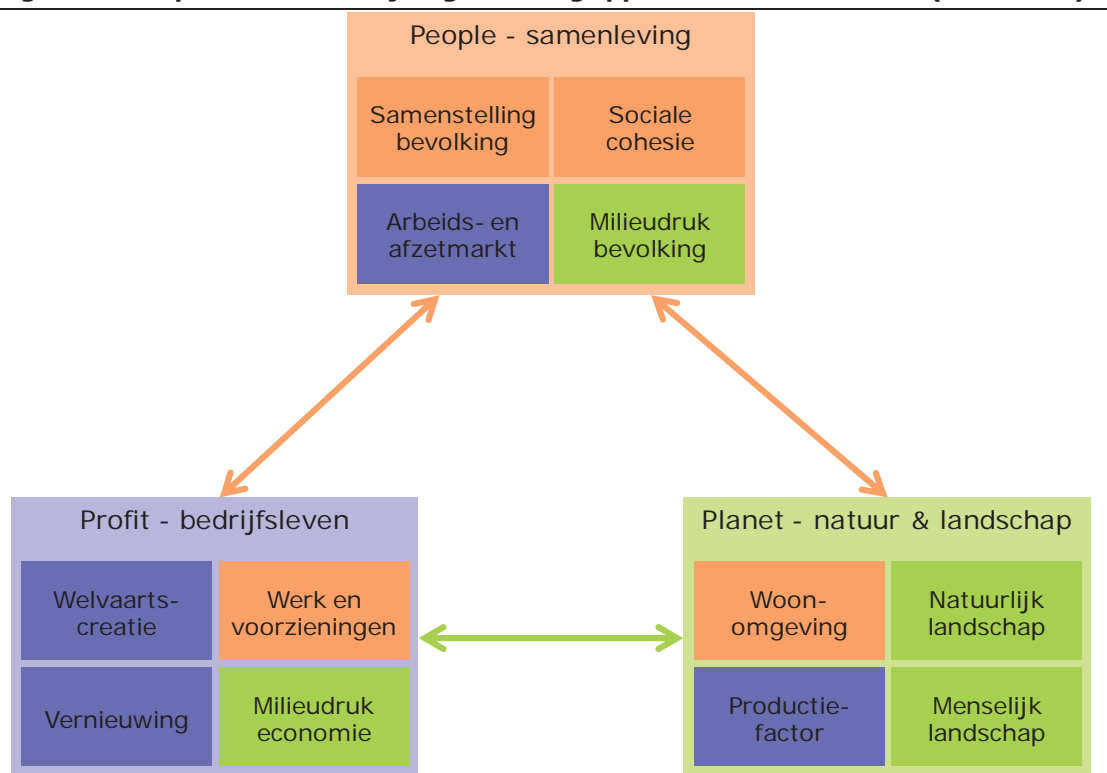 People - samenleving
Samenstelling
bevolking
Sociale
cohesie
Arbeids- en
afzetmarkt
Milieudruk
bevolking
Profit - bedrijfsleven
Welvaarts-
creatie
Werk en
voorzieningen
Vernieuwing
Milieudruk
economie
Planet - natuur & landschap
Woon-
omgeving
Natuurlijk
landschap
Productie-
factor
Menselijk
landschap